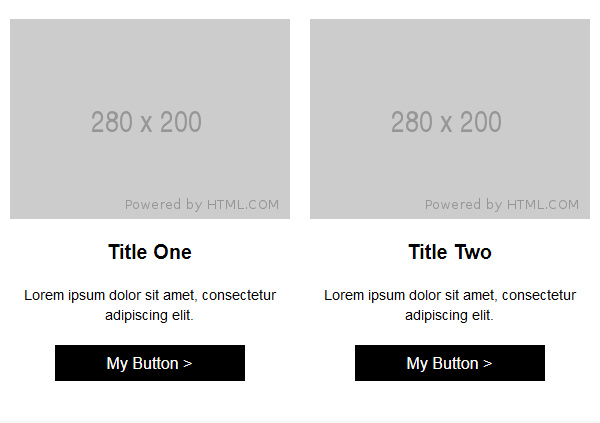 280 x 200
Powered by HTML.COM
Title One
Lorem ipsum dolor sit amet, consectetur
adipiscing elit.
My Button >
280 x 200
Powered by HTML.COM
Title Two
Lorem ipsum dolor sit amet, consectetur
adipiscing elit.
My Button >